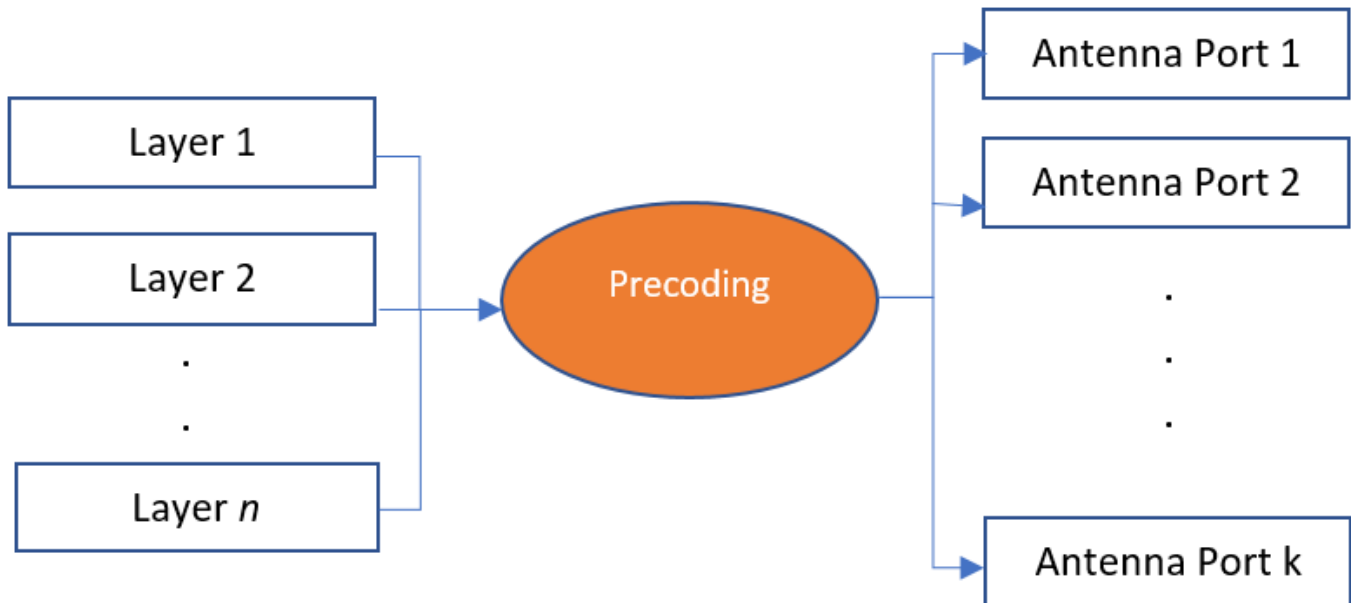 Layer 1
Layer 2
.
.
Layer n
Precoding
Antenna Port 1
Antenna Port 2
.
.
.
Antenna Port k